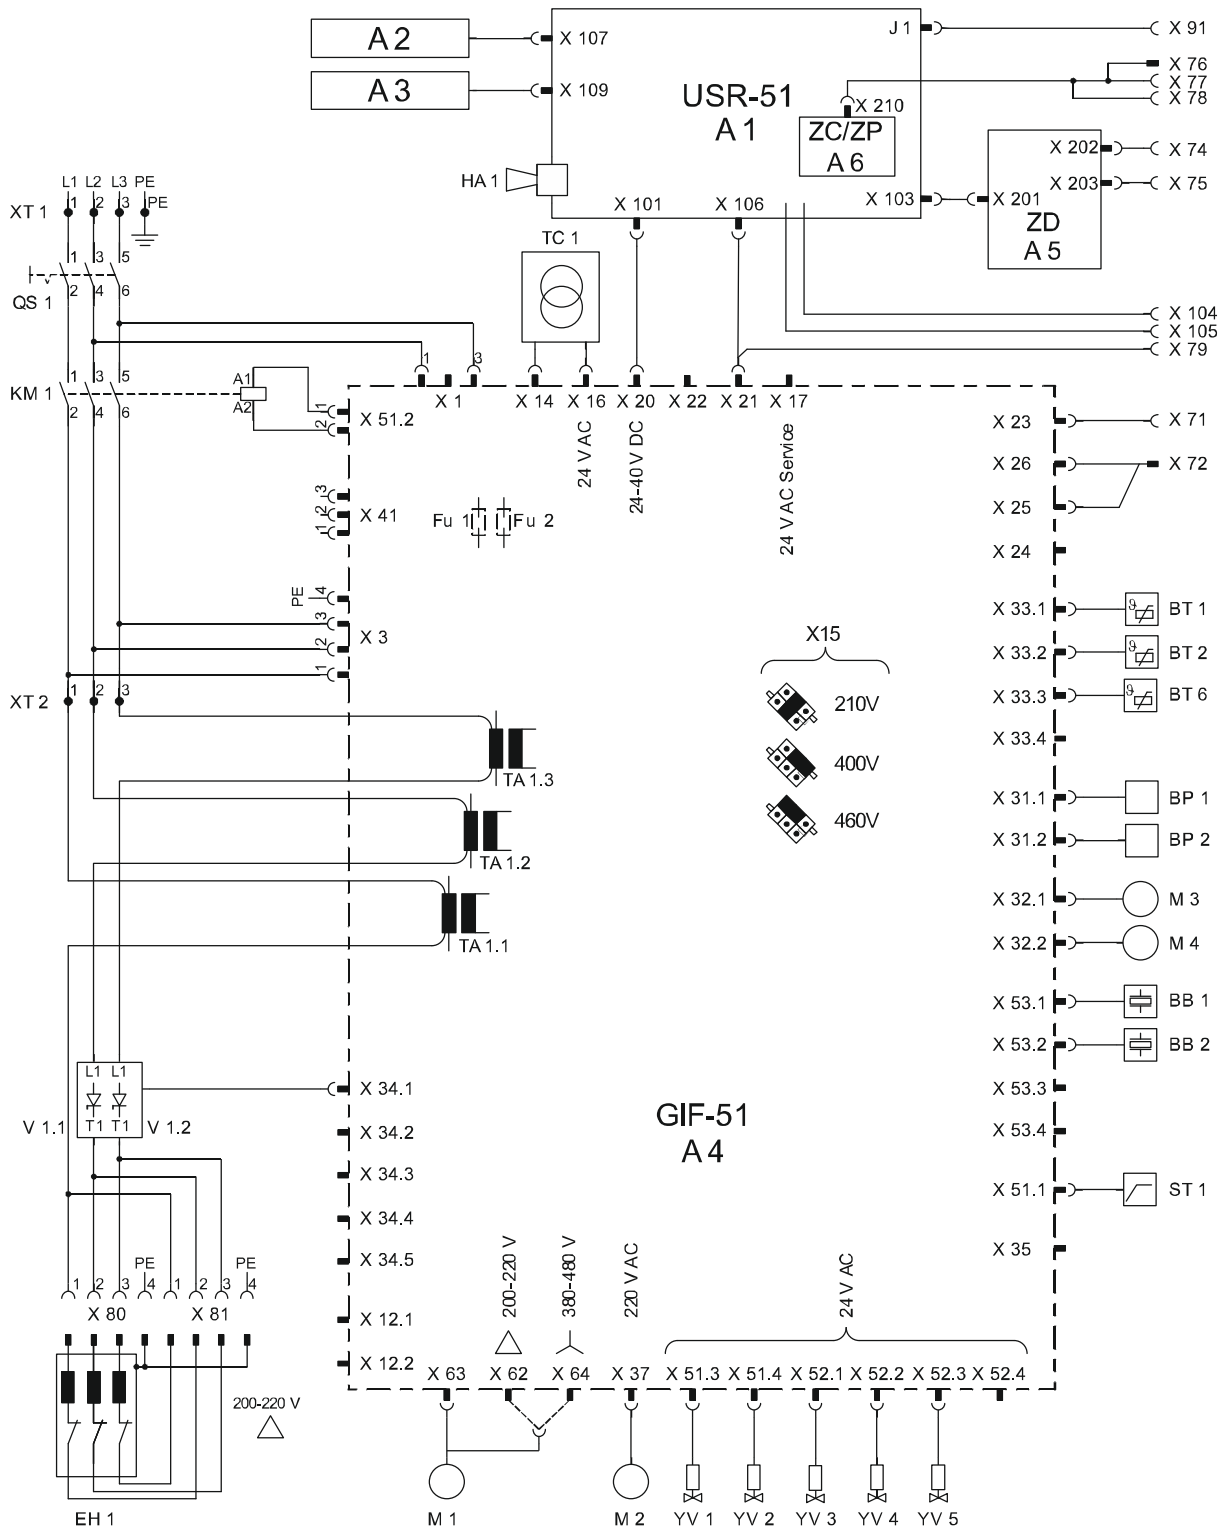 A 2
X 107
J 1
X 91
A 3
X 109
USR-51
A 1
X 210
ZC/ZP
A 6
X 76
X 77
X 78
X 202
X 74
X 203
X 75
HA 1
X 101
X 106
X 103
X 201
ZD
A 5
L1 L2 L3 PE
XT 1
1 2 3 PE
TC 1
1 3 5
QS 1
2 4 6
X 104
X 105
X 79
1 3
1 3 5
KM 1
2 4 6
A1
A2
1
2
X 51.2
X 1
X 14
X 16
X 20
X 22
X 21
X 17
24 V AC
24-40 V DC
24 V AC Service
X 23
X 71
X 26
X 72
X 25
X 24
3
2
1
X 41
Fu 1
Fu 2
PE
4
3
2
1
X 3
X 33.1
BT 1
X 33.2
BT 2
X 33.3
BT 6
X 33.4
X15
210V
400V
460V
XT 2
1 2 3
TA 1.3
TA 1.2
TA 1.1
X 31.1
BP 1
X 31.2
BP 2
X 32.1
M 3
X 32.2
M 4
X 53.1
BB 1
X 53.2
BB 2
X 53.3
X 53.4
X 51.1
ST 1
X 35
L1 L1
T1 T1
V 1.1
V 1.2
X 34.1
X 34.2
X 34.3
X 34.4
X 34.5
X 12.1
X 12.2
GIF-51
A 4
PE PE
1 2 3 4 1 2 3 4
X 80
X 81
200-220 V
EH 1
200-220 V
380-480 V
220 V AC
24 V AC
X 63
X 62
X 64
X 37
X 51.3
X 51.4
X 52.1
X 52.2
X 52.3
X 52.4
M 1
M 2
YV 1
YV 2
YV 3
YV 4
YV 5